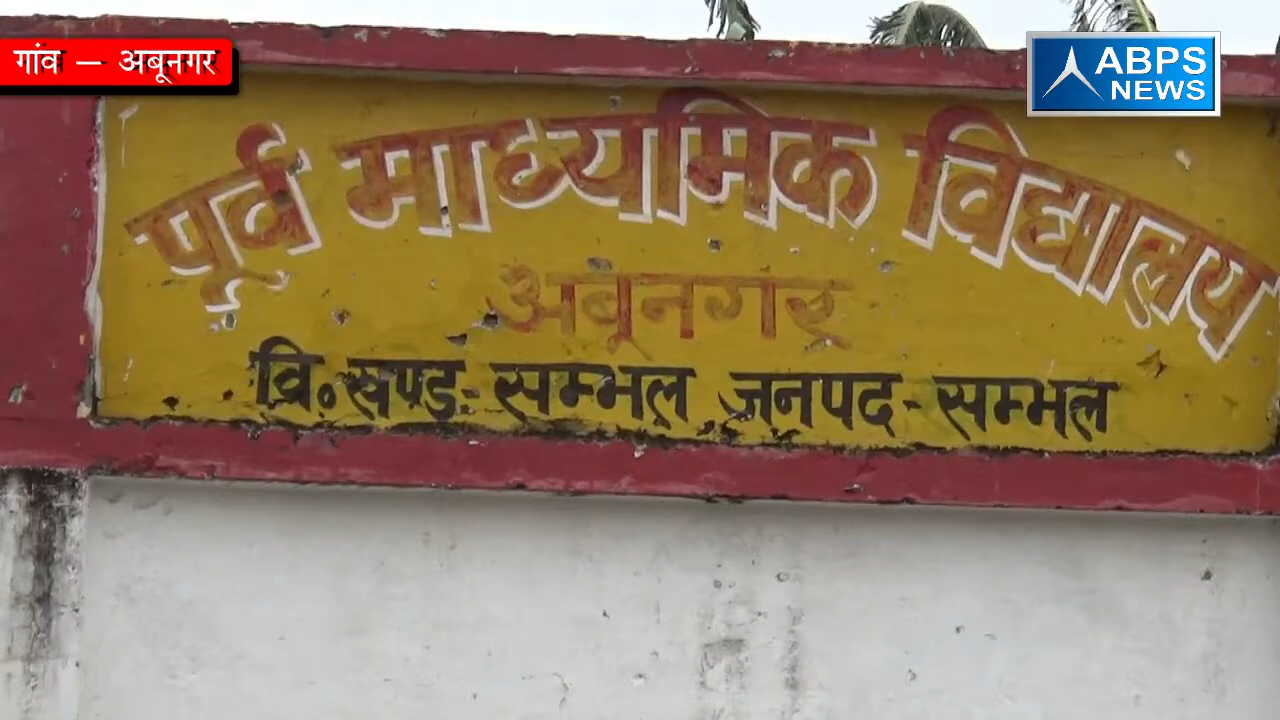 गांव – अबूनगर
ABPS
NEWS
पूर्व माध्यमिक विद्यालय
अबूनगर
वि॰ खण्ड:- सम्भल जनपद - सम्भल